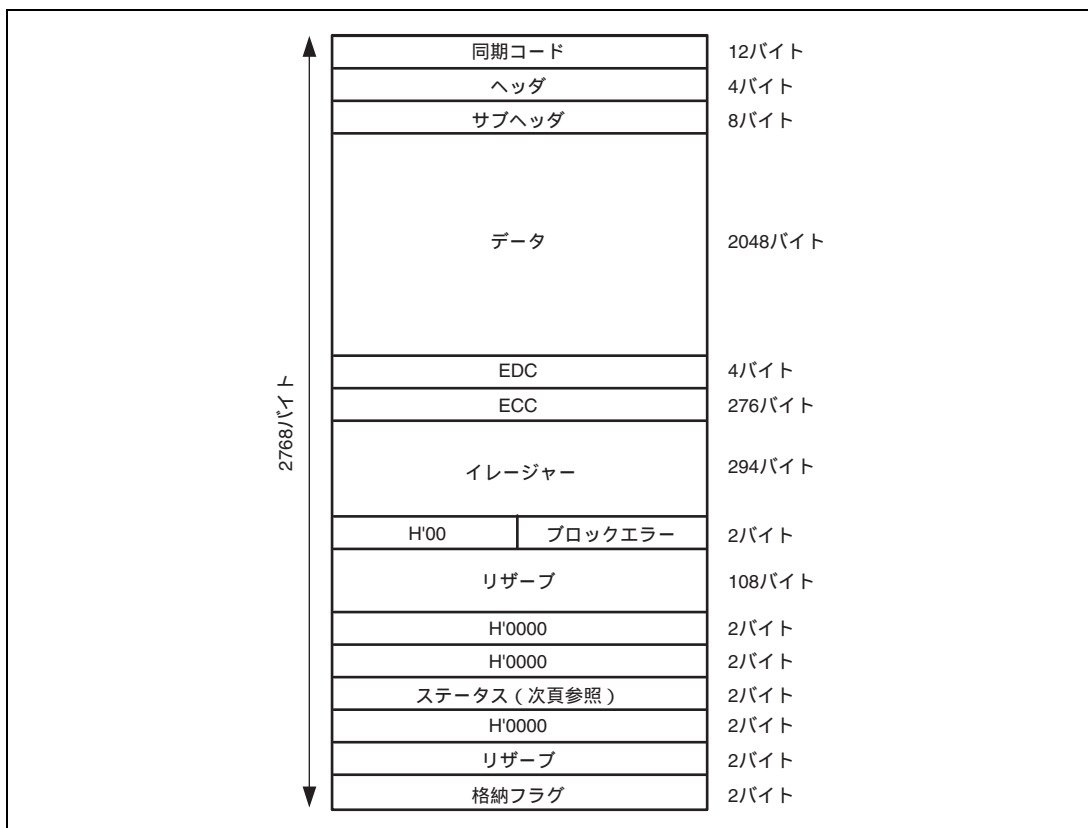 同期コード 12バイト
ヘッダ 4バイト
サブヘッダ 8バイト
データ 2048バイト
EDC 4バイト
ECC 276バイト
2768バイト
イレージャー 294バイト
H'00 ブロックエラー 2バイト
リザーブ 108バイト
H'0000 2バイト
H'0000 2バイト
ステータス(次頁参照) 2バイト
H'0000 2バイト
リザーブ 2バイト
格納フラグ 2バイト